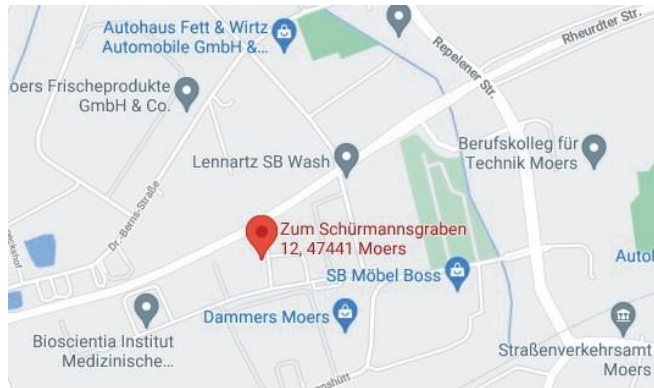 Autohaus Fett & Wirtz
Automobile GmbH &...
Rheurdter Str.
Repelener Str.
oers Frischeprodukte
GmbH & Co.
Berufskolleg für
Technik Moers
Lennartz SB Wash
Dr.-Berns-Straße
Zum Schürmannsgraben
12, 47441 Moers
SB Möbel Boss
Autol
Dammers Moers
Bioscientia Institut
Medizinische...
Straßenverkehrsamt
Moers